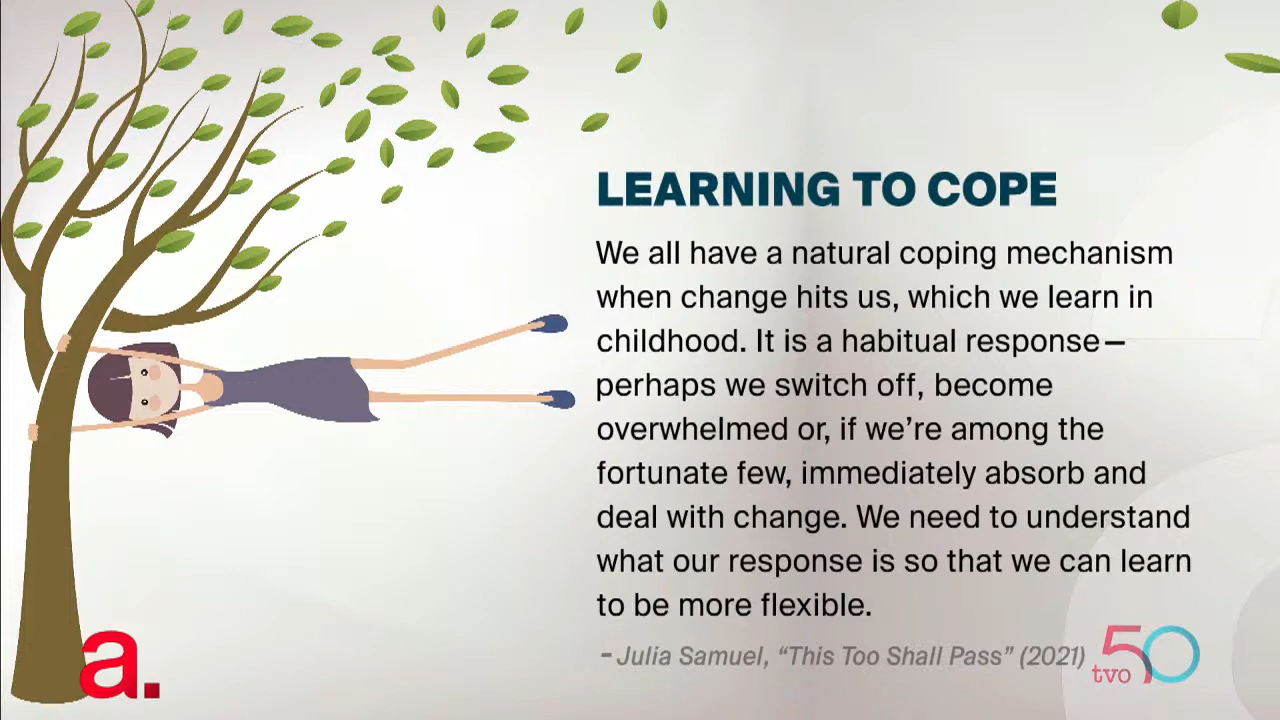 LEARNING TO COPE
We all have a natural coping mechanism
when change hits us, which we learn in
childhood. It is a habitual response—
perhaps we switch off, become
overwhelmed or, if we’re among the
fortunate few, immediately absorb and
deal with change. We need to understand
what our response is so that we can learn
to be more flexible.
– Julia Samuel, “This Too Shall Pass” (2021)
a.
tvo 50